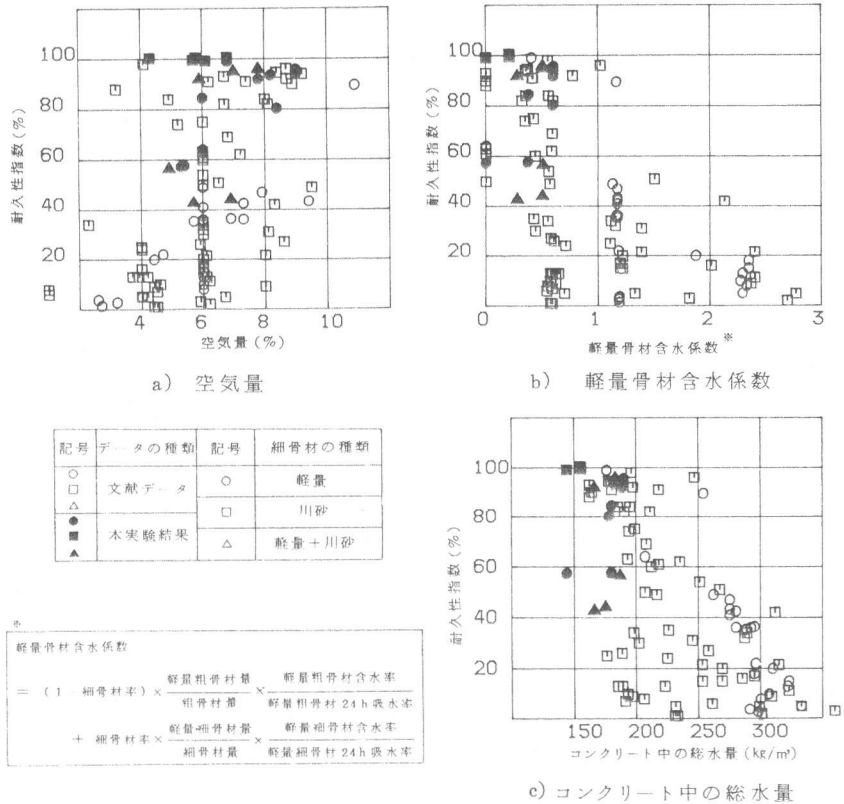 100
80
60
40
20
耐久性指数(%)
4 6 8 10
空気量(%)
a) 空気量
100
80
60
40
20
耐久性指数(%)
0 1 2 3
軽量骨材含水係数※
b) 軽量骨材含水係数
記号 データの種類 記号 細骨材の種類
○ □ △ 文献データ
● ■ ▲ 本実験結果
○ 軽量
□ 川砂
△ 軽量+川砂
※
軽量骨材含水係数
= (1-細骨材率)×軽量粗骨材量/粗骨材量×軽量粗骨材含水率/軽量粗骨材24h吸水率
+ 細骨材率×軽量細骨材量/細骨材量×軽量細骨材含水率/軽量細骨材24h吸水率
100
80
60
40
20
耐久性指数(%)
150 200 250 300
コンクリート中の総水量(kg/m³)
c)コンクリート中の総水量